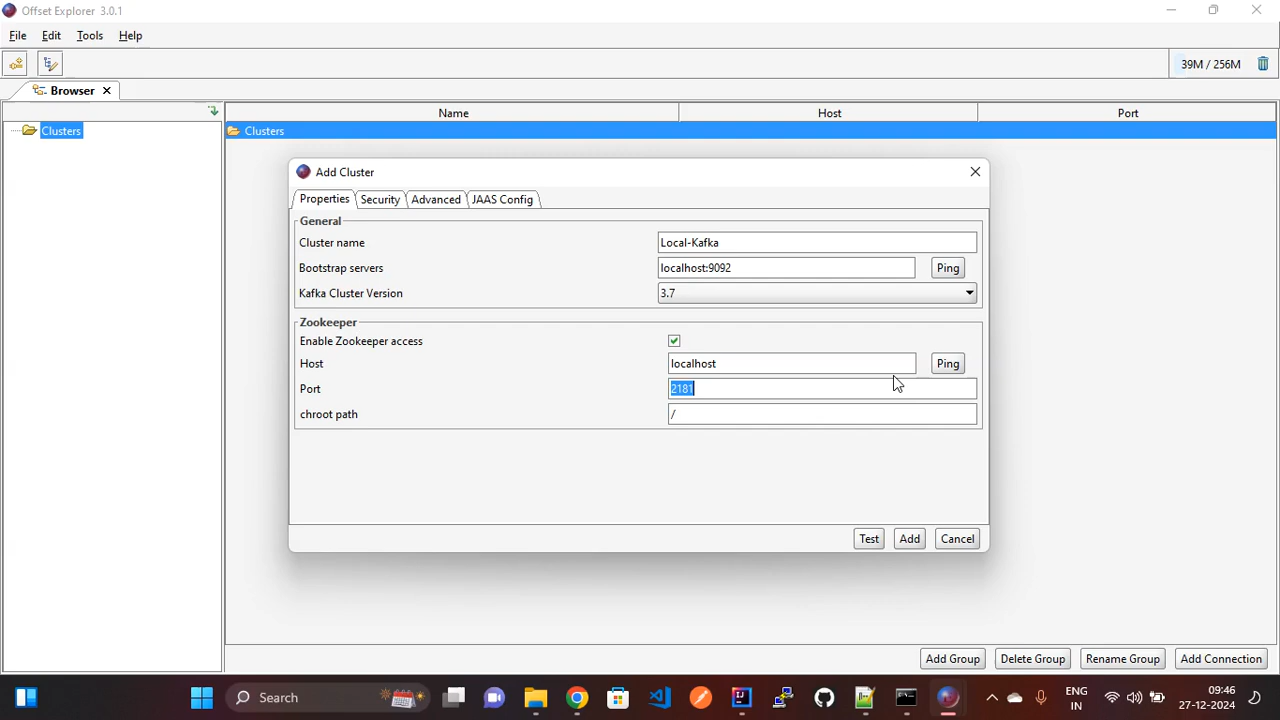 Offset Explorer 3.0.1
File Edit Tools Help
39M / 256M
Browser
Name Host Port
Clusters
Clusters
Add Cluster
Properties Security Advanced JAAS Config
General
Cluster name Local-Kafka
Bootstrap servers localhost:9092 Ping
Kafka Cluster Version 3.7
Zookeeper
Enable Zookeeper access
Host localhost Ping
Port 2181
chroot path /
Test Add Cancel
Add Group Delete Group Rename Group Add Connection
Search
ENG
IN
09:46
27-12-2024